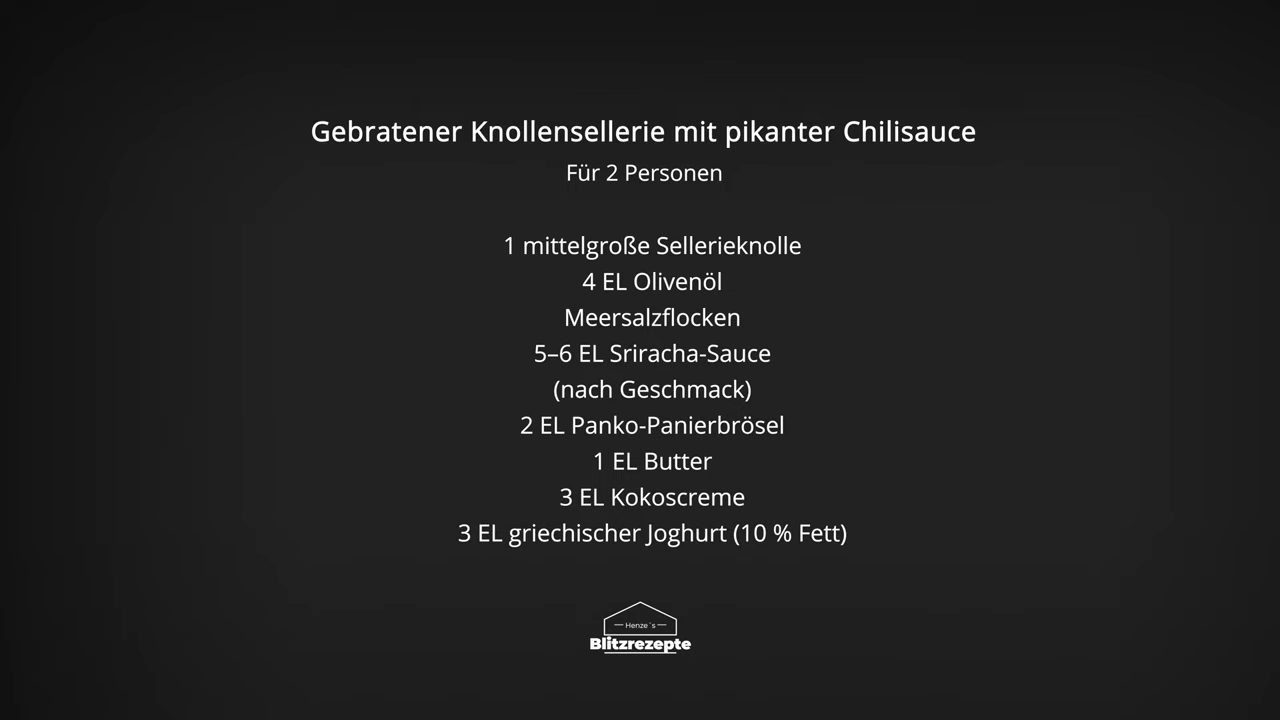 Gebratener Knollensellerie mit pikanter Chilisauce
Für 2 Personen
1 mittelgroße Sellerieknolle
4 EL Olivenöl
Meersalzflocken
5–6 EL Sriracha-Sauce
(nach Geschmack)
2 EL Panko-Panierbrösel
1 EL Butter
3 EL Kokoscreme
3 EL griechischer Joghurt (10 % Fett)
Henze´s
Blitzrezepte